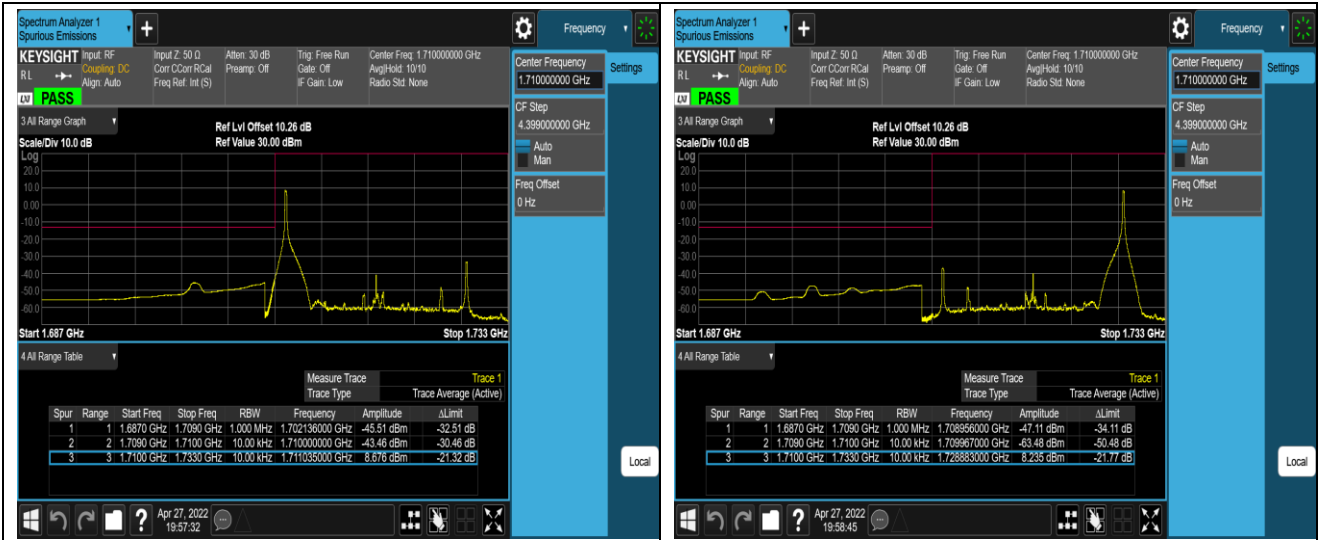 Spectrum Analyzer 1
Spurious Emissions
+
Frequency
KEYSIGHT Input: RF Input Z: 50 Ω Atten: 30 dB Trig: Free Run Center Freq: 1.710000000 GHz
Coupling: DC Corr CCorr RCal Preamp: Off Gate: Off Avg|Hold: 10/10
RL Align: Auto Freq Ref: Int (S) IF Gain: Low Radio Std: None
LXI PASS
Center Frequency
1.710000000 GHz
Settings
CF Step
4.399000000 GHz
Auto
Man
Freq Offset
0 Hz
3 All Range Graph
Ref Lvl Offset 10.26 dB
Scale/Div 10.0 dB Ref Value 30.00 dBm
Log
20.0
10.0
0.00
-10.0
-20.0
-30.0
-40.0
-50.0
-60.0
Start 1.687 GHz Stop 1.733 GHz
4 All Range Table
Measure Trace Trace 1
Trace Type Trace Average (Active)
Spur Range Start Freq Stop Freq RBW Frequency Amplitude ΔLimit
1 1 1.6870 GHz 1.7090 GHz 1.000 MHz 1.702136000 GHz -45.51 dBm -32.51 dB
2 2 1.7090 GHz 1.7100 GHz 10.00 kHz 1.710000000 GHz -43.46 dBm -30.46 dB
3 3 1.7100 GHz 1.7330 GHz 10.00 kHz 1.711035000 GHz 8.676 dBm -21.32 dB
Local
?
Apr 27, 2022
19:57:32
Spectrum Analyzer 1
Spurious Emissions
+
Frequency
KEYSIGHT Input: RF Input Z: 50 Ω Atten: 30 dB Trig: Free Run Center Freq: 1.710000000 GHz
Coupling: DC Corr CCorr RCal Preamp: Off Gate: Off Avg|Hold: 10/10
RL Align: Auto Freq Ref: Int (S) IF Gain: Low Radio Std: None
LXI PASS
Center Frequency
1.710000000 GHz
Settings
CF Step
4.399000000 GHz
Auto
Man
Freq Offset
0 Hz
3 All Range Graph
Ref Lvl Offset 10.26 dB
Scale/Div 10.0 dB Ref Value 30.00 dBm
Log
20.0
10.0
0.00
-10.0
-20.0
-30.0
-40.0
-50.0
-60.0
Start 1.687 GHz Stop 1.733 GHz
4 All Range Table
Measure Trace Trace 1
Trace Type Trace Average (Active)
Spur Range Start Freq Stop Freq RBW Frequency Amplitude ΔLimit
1 1 1.6870 GHz 1.7090 GHz 1.000 MHz 1.708956000 GHz -47.11 dBm -34.11 dB
2 2 1.7090 GHz 1.7100 GHz 10.00 kHz 1.709967000 GHz -63.48 dBm -50.48 dB
3 3 1.7100 GHz 1.7330 GHz 10.00 kHz 1.728883000 GHz 8.235 dBm -21.77 dB
Local
?
Apr 27, 2022
19:58:45